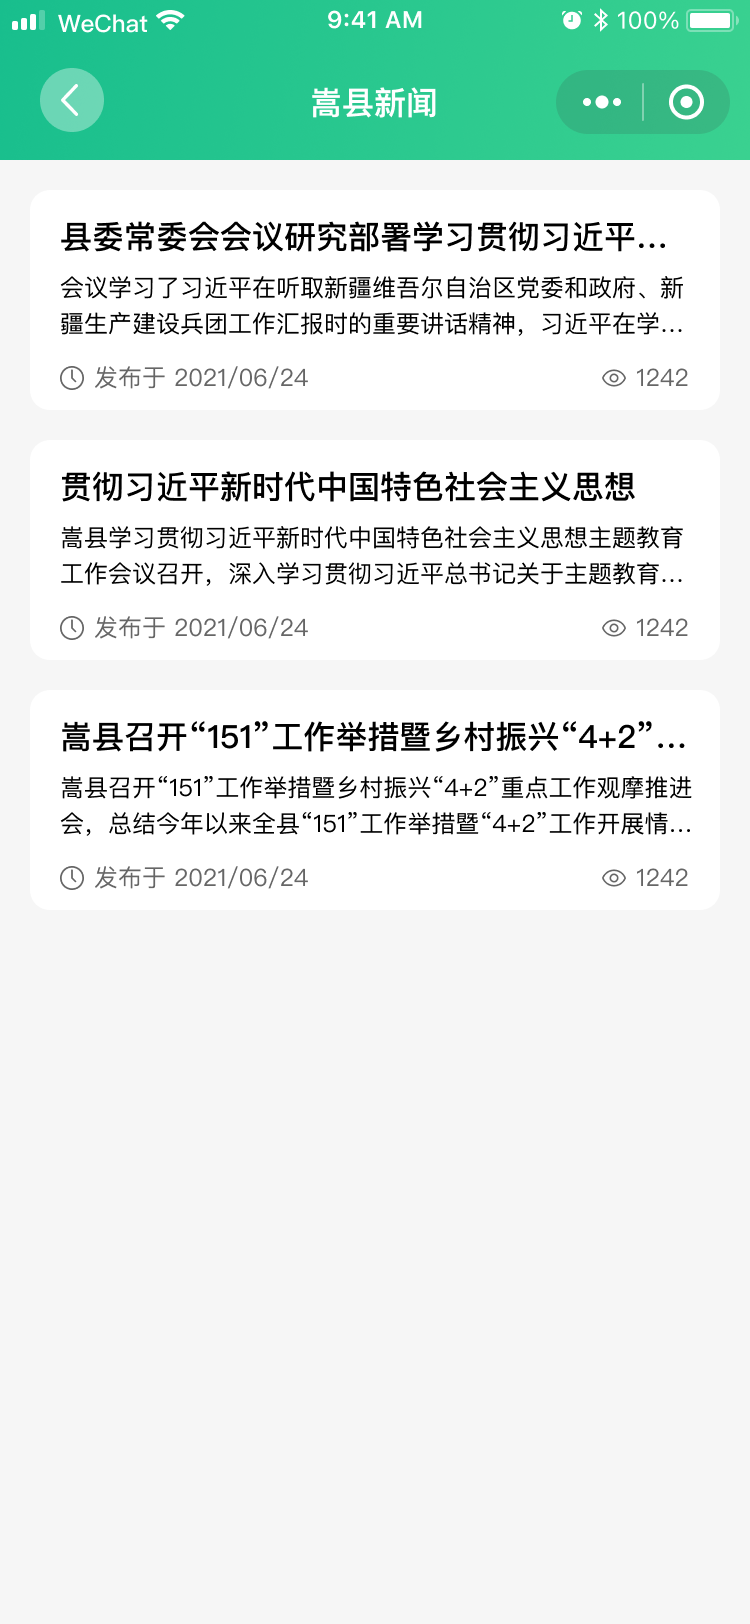 WeChat 9:41 AM 100%
嵩县新闻
县委常委会会议研究部署学习贯彻习近平...
会议学习了习近平在听取新疆维吾尔自治区党委和政府、新
疆生产建设兵团工作汇报时的重要讲话精神，习近平在学...
发布于 2021/06/24 1242
贯彻习近平新时代中国特色社会主义思想
嵩县学习贯彻习近平新时代中国特色社会主义思想主题教育
工作会议召开，深入学习贯彻习近平总书记关于主题教育...
发布于 2021/06/24 1242
嵩县召开“151”工作举措暨乡村振兴“4+2”...
嵩县召开“151”工作举措暨乡村振兴“4+2”重点工作观摩推进
会，总结今年以来全县“151”工作举措暨“4+2”工作开展情...
发布于 2021/06/24 1242